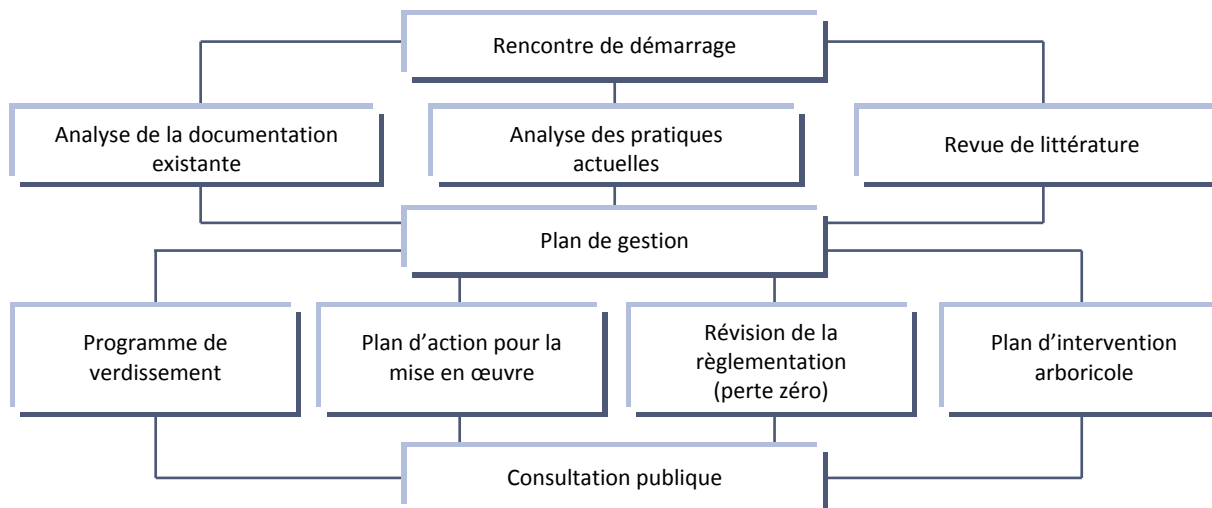 Rencontre de démarrage
Analyse de la documentation
existante
Analyse des pratiques
actuelles
Revue de littérature
Plan de gestion
Programme de
verdissement
Plan d’action pour la
mise en œuvre
Révision de la
règlementation
(perte zéro)
Plan d’intervention
arboricole
Consultation publique